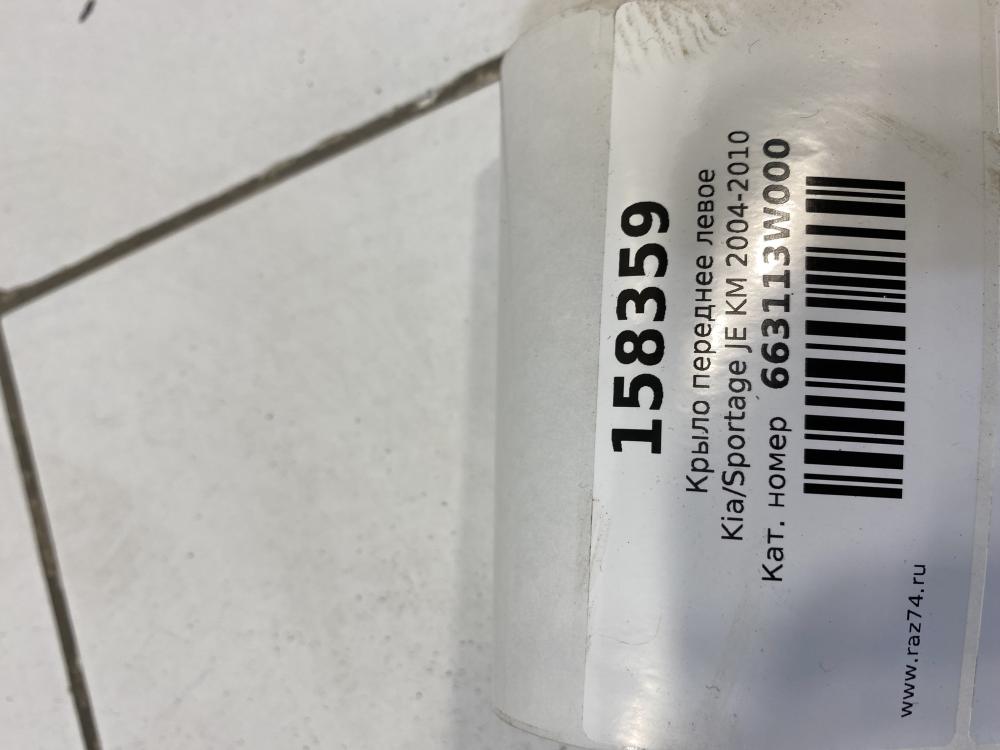 158359
Крыло переднее левое
Kia/Sportage JE KM 2004-2010
Кат. номер 663113W000
www.raz74.ru